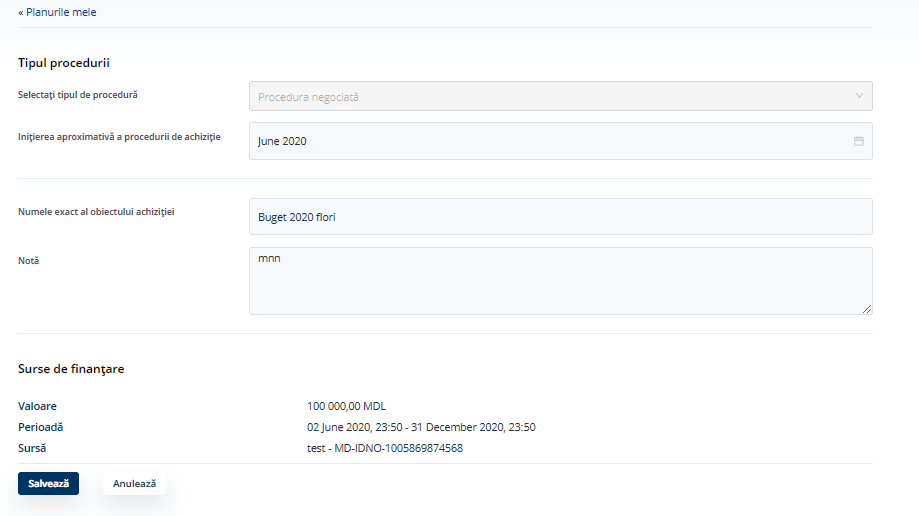 « Planurile mele
Tipul procedurii
Selectați tipul de procedură
Procedura negociată
Inițierea aproximativă a procedurii de achiziție
June 2020
Numele exact al obiectului achiziției
Buget 2020 flori
Notă
mnn
Surse de finanțare
Valoare 100 000,00 MDL
Perioadă 02 June 2020, 23:50 - 31 December 2020, 23:50
Sursă test - MD-IDNO-1005869874568
Salvează Anulează